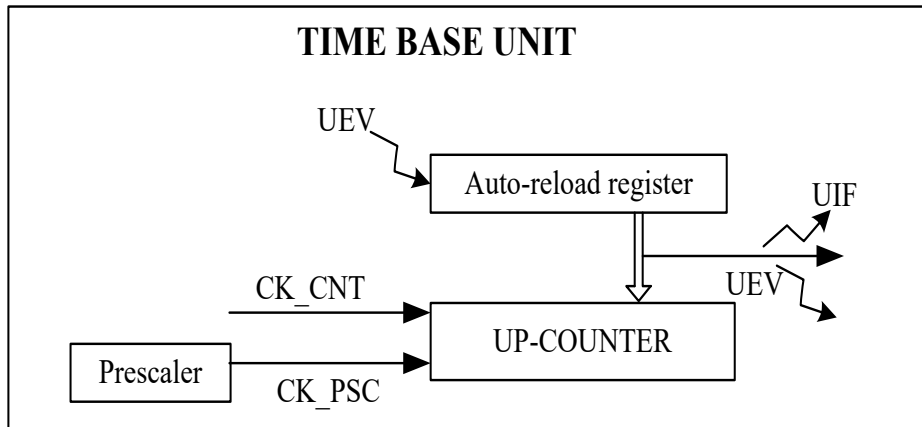 TIME BASE UNIT
UEV
Auto-reload register
UIF
UEV
CK_CNT
UP-COUNTER
Prescaler
CK_PSC